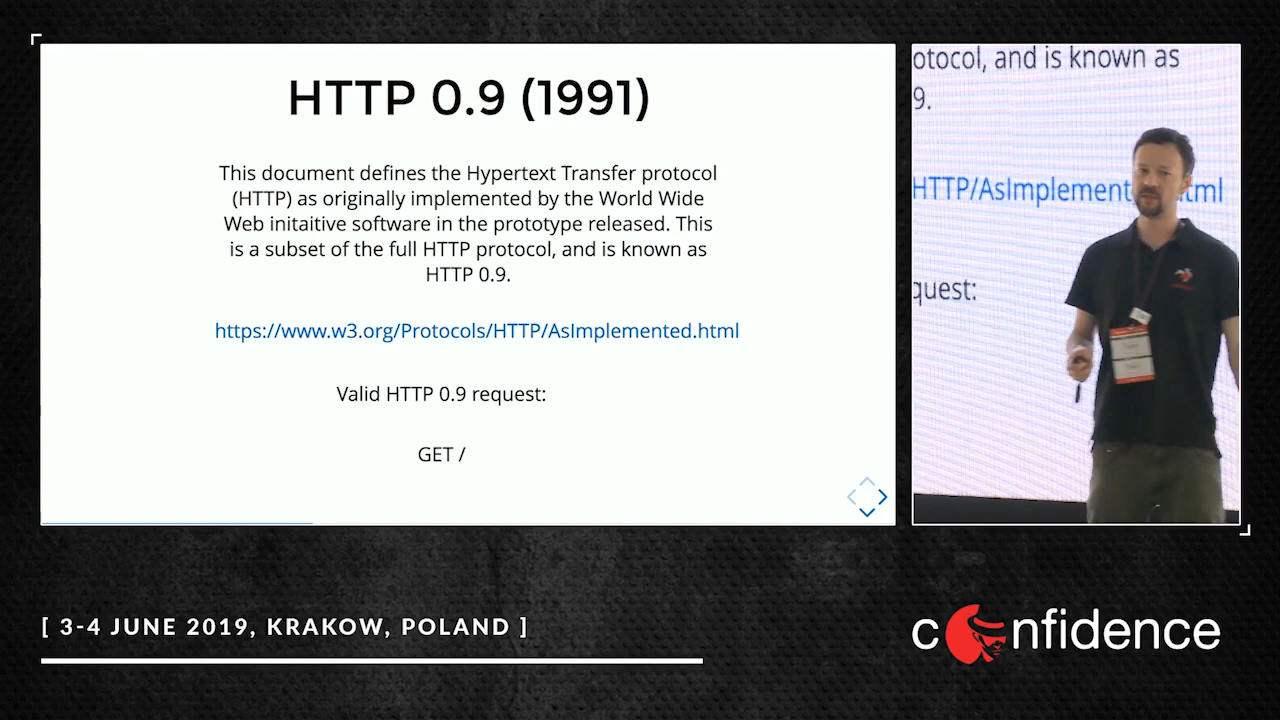 HTTP 0.9 (1991)
This document defines the Hypertext Transfer protocol
(HTTP) as originally implemented by the World Wide
Web initaitive software in the prototype released. This
is a subset of the full HTTP protocol, and is known as
HTTP 0.9.
https://www.w3.org/Protocols/HTTP/AsImplemented.html
Valid HTTP 0.9 request:
GET /
otocol, and is known as
9.
HTTP/AsImplement tml
quest:
[ 3-4 JUNE 2019, KRAKOW, POLAND ]
confidence